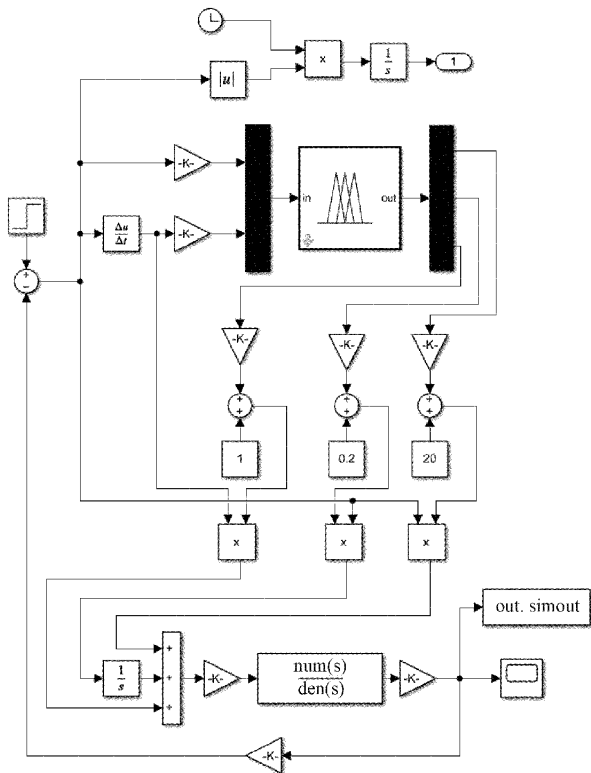 x
1
s
1
|u|
-K-
in
out
Δu
Δt
-K-
+
−
-K-
-K-
-K-
+
+
+
+
+
+
1
0.2
20
x
x
x
out. simout
+
+
+
1
s
-K-
num(s)
den(s)
-K-
-K-